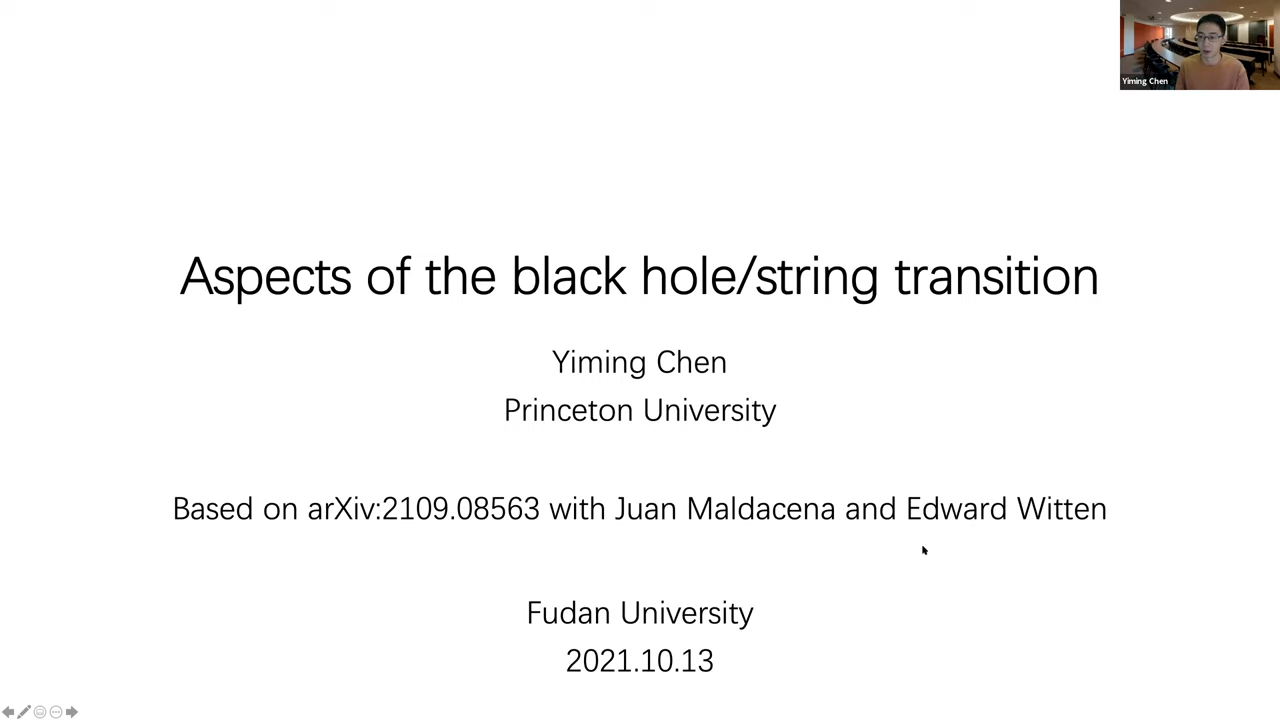 Yiming Chen
Aspects of the black hole/string transition
Yiming Chen
Princeton University
Based on arXiv:2109.08563 with Juan Maldacena and Edward Witten
Fudan University
2021.10.13